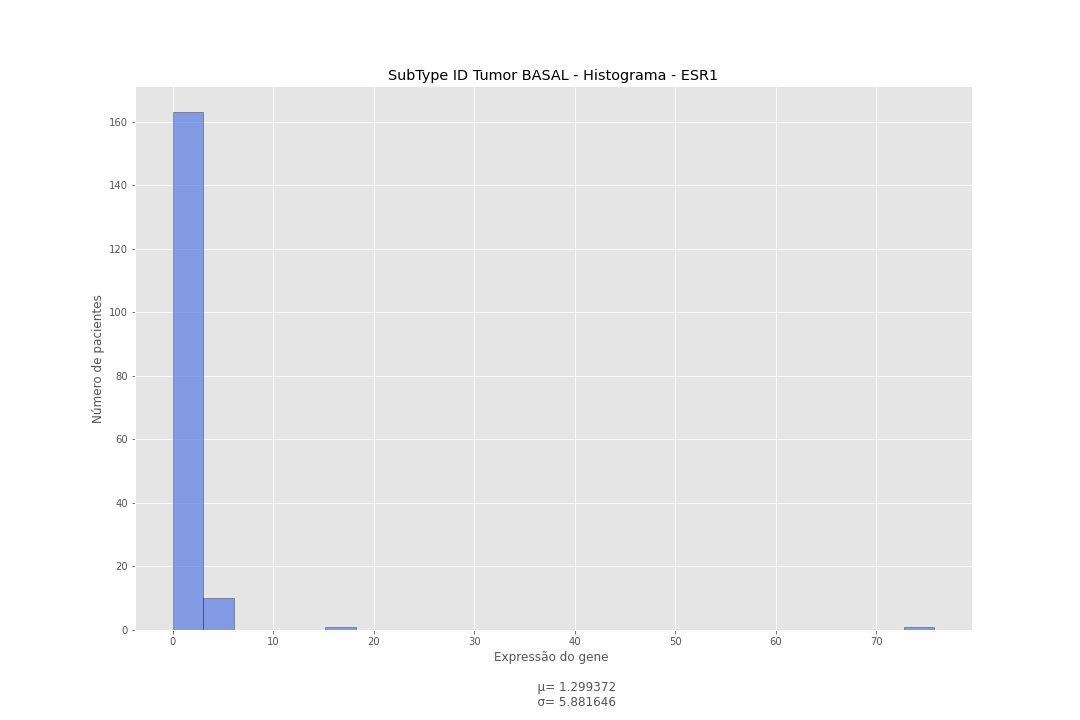 SubType ID Tumor BASAL - Histograma - ESR1
160
140
120
100
80
60
40
20
0
Número de pacientes
0 10 20 30 40 50 60 70
Expressão do gene
μ= 1.299372
σ= 5.881646